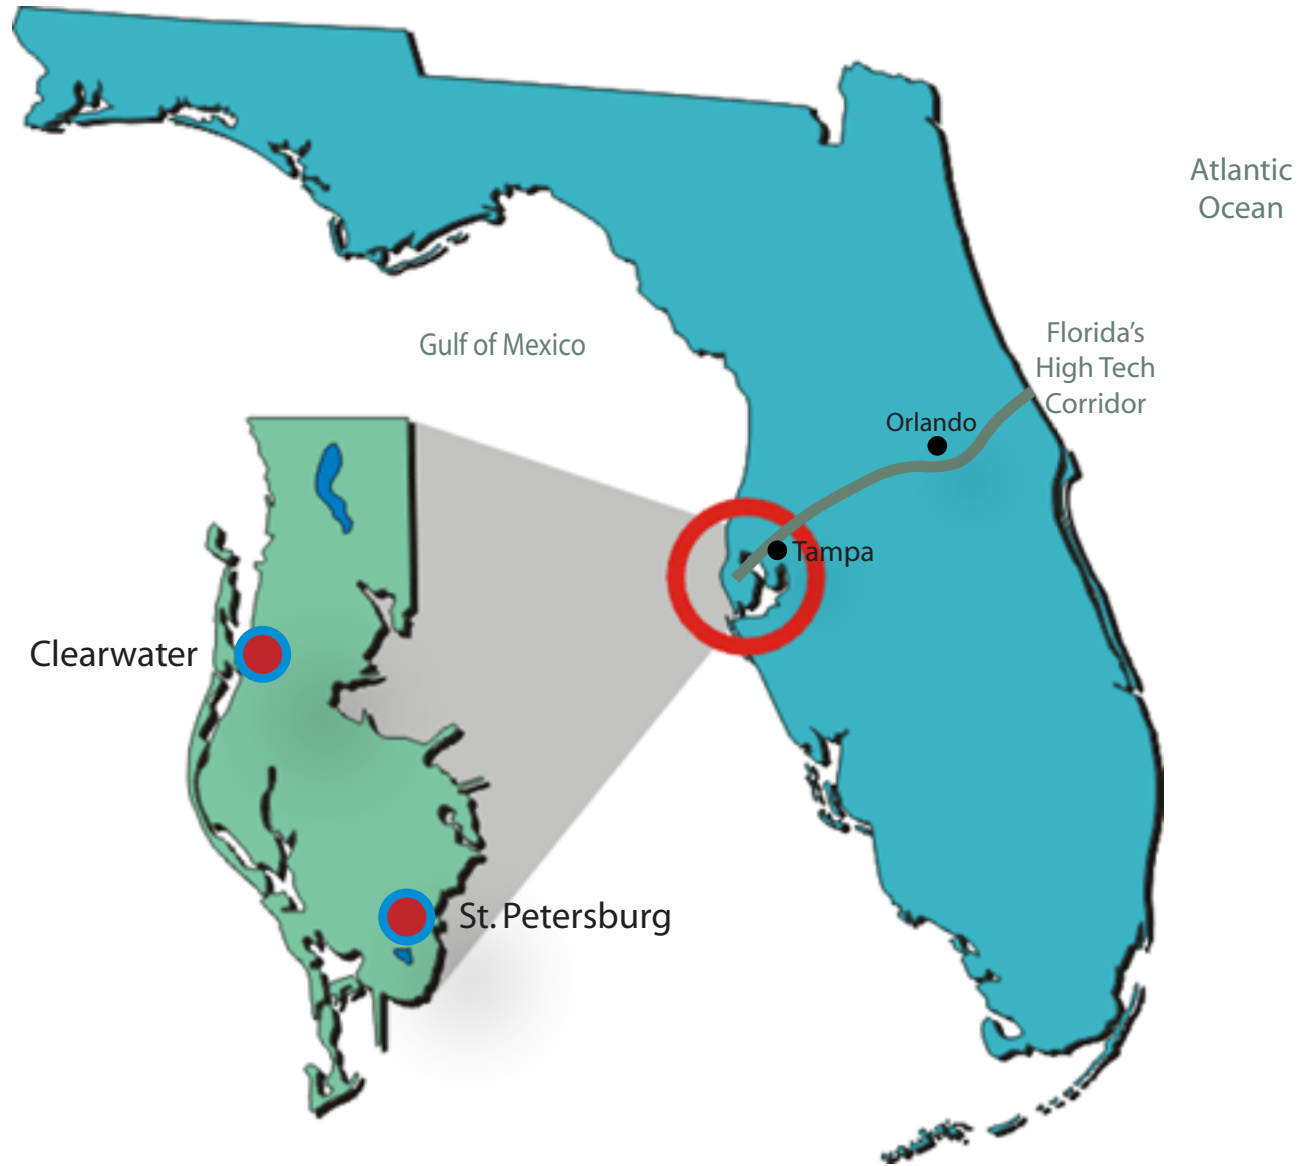 Atlantic
Ocean
Gulf of Mexico
Florida’s
High Tech
Corridor
Orlando
Tampa
Clearwater
St. Petersburg